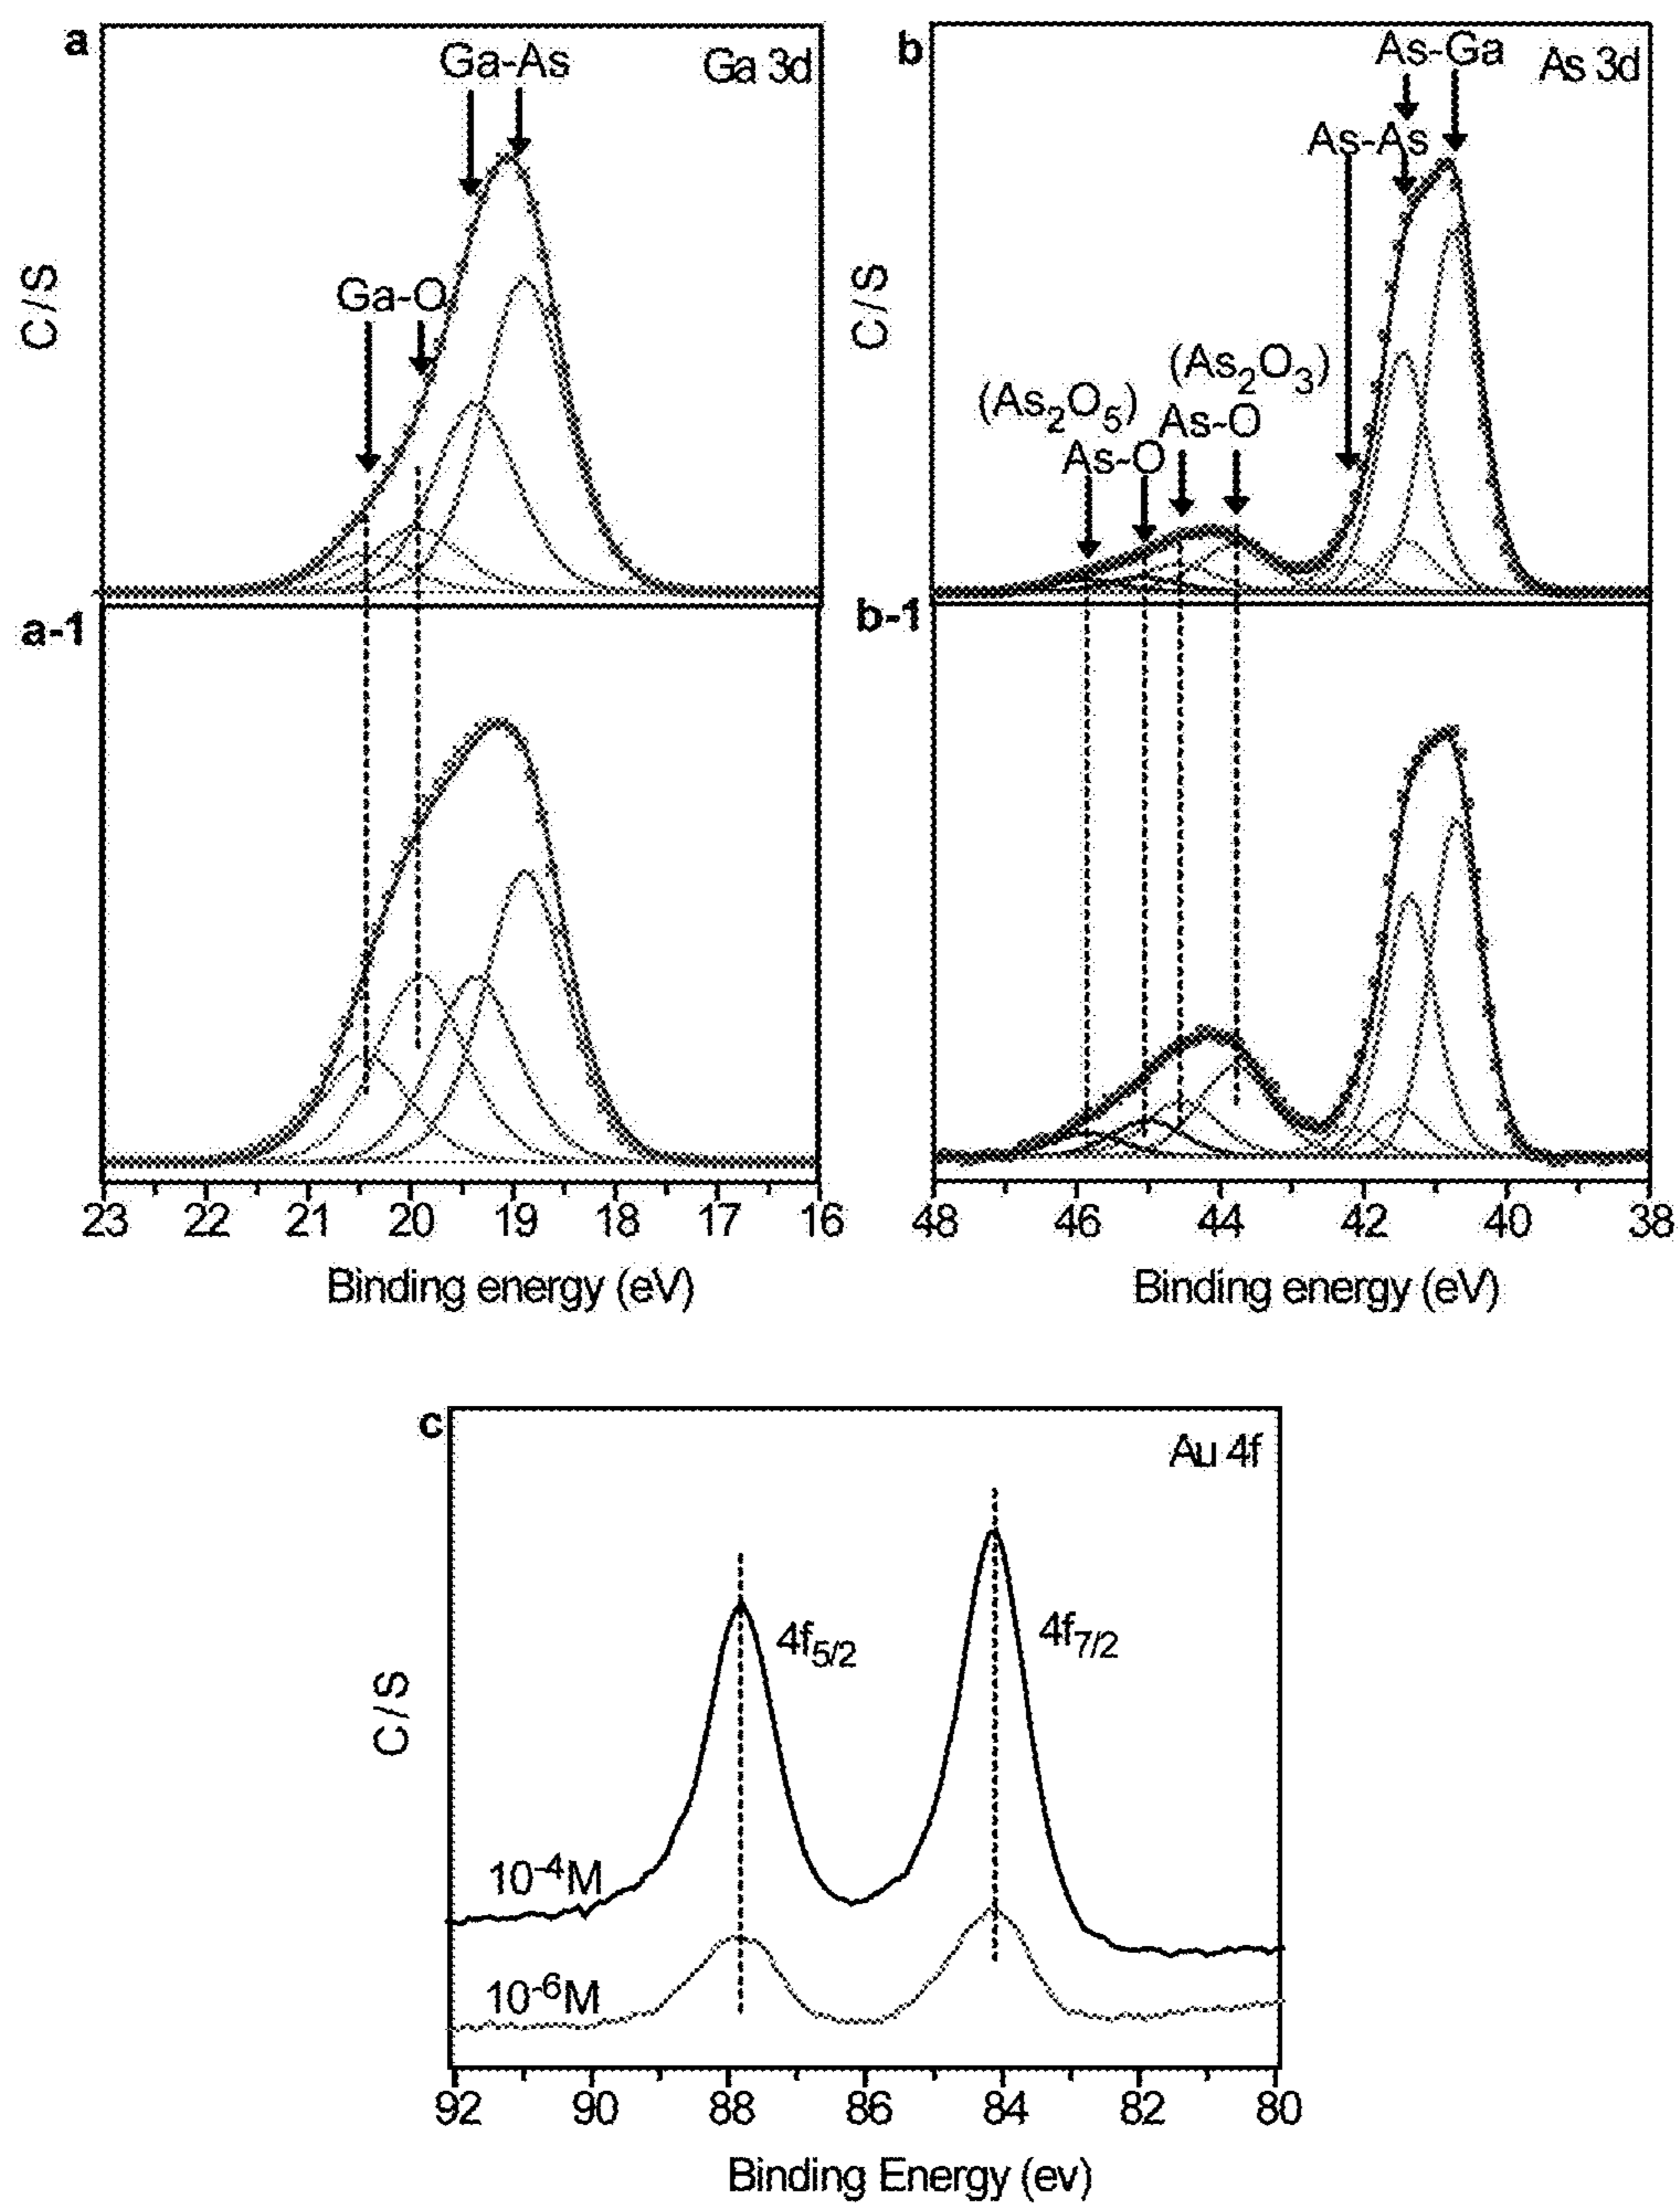 a
Ga-As
Ga 3d
Ga-O
C/S
b
As-Ga
As 3d
As-As
C/S
(As2O3)
(As2O5)
As-O
As-O
a-1
b-1
23 22 21 20 19 18 17 16
48 46 44 42 40 38
Binding energy (eV)
Binding energy (eV)
c
Au 4f
4f5/2
4f7/2
C/S
10-4M
10-6M
92 90 88 86 84 82 80
Binding Energy (ev)